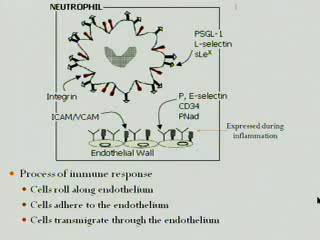 NEUTROPHIL
PSGL-1
L-selectin
sLeˣ
Integrin
ICAM/VCAM
P, E-selectin
CD34
PNad
Expressed during
inflammation
Endothelial Wall
• Process of immune response
• Cells roll along endothelium
• Cells adhere to the endothelium
• Cells transmigrate through the endothelium